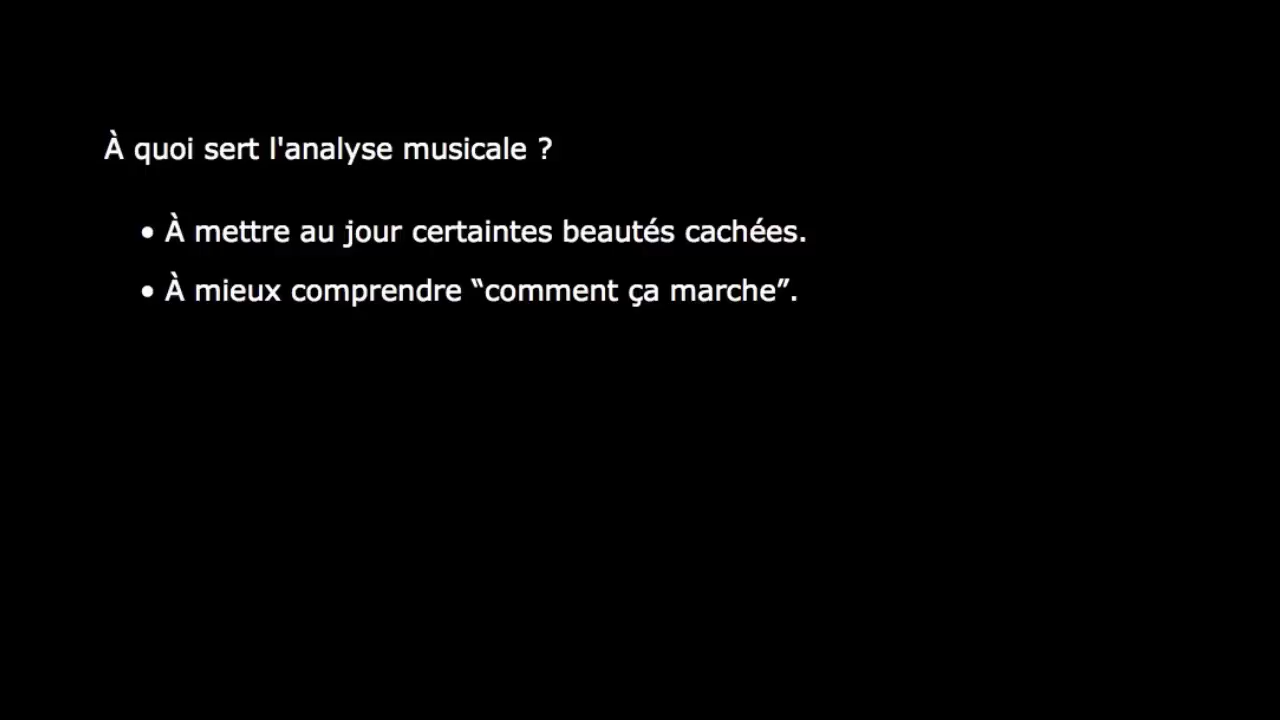 À quoi sert l'analyse musicale ?
• À mettre au jour certaintes beautés cachées.
• À mieux comprendre “comment ça marche”.